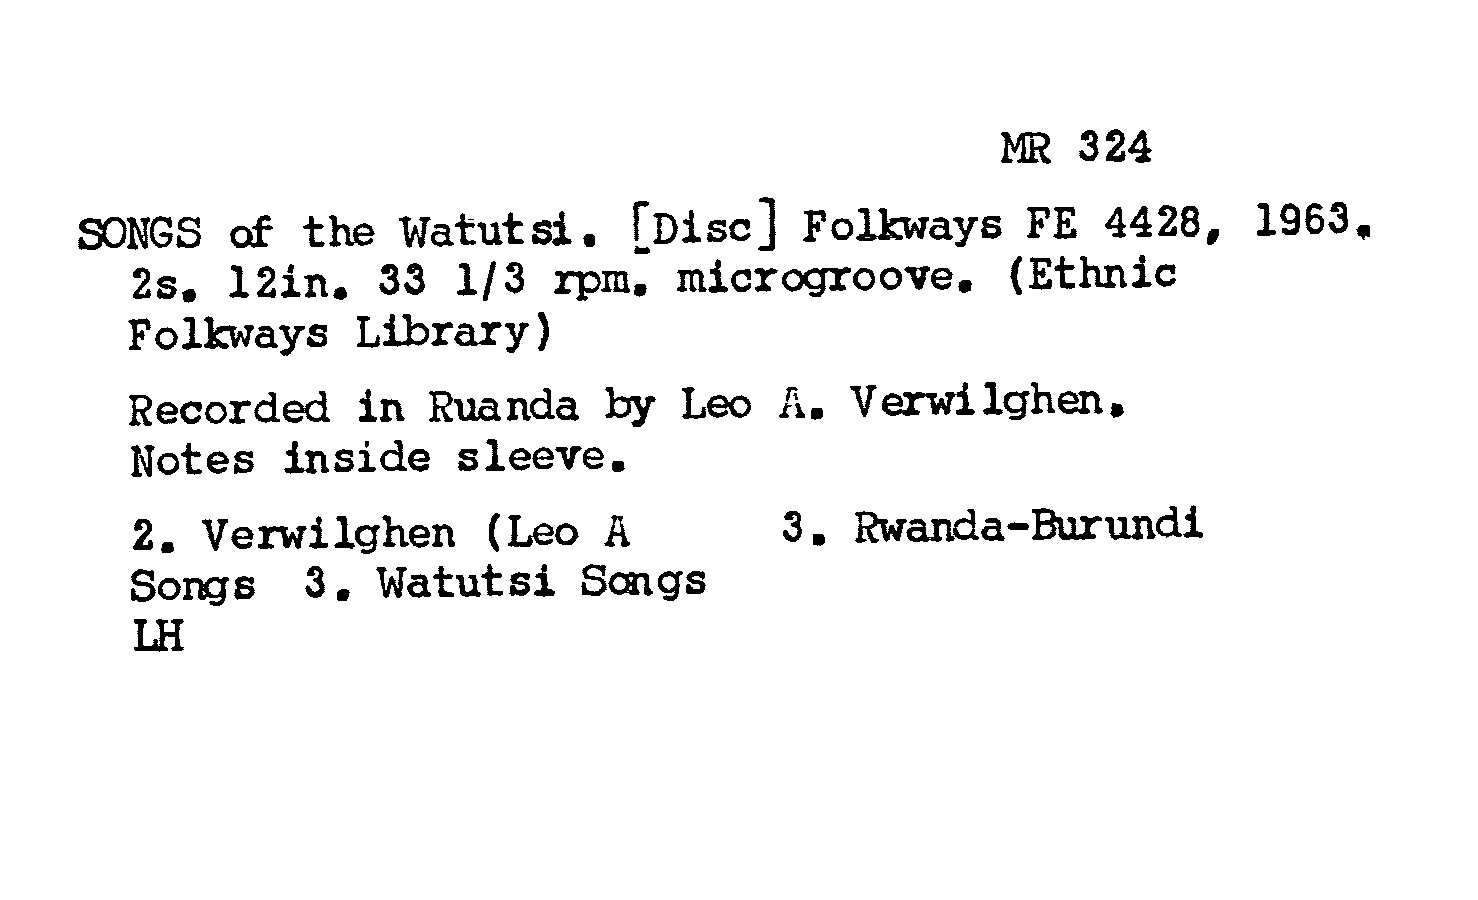 MR 324
SONGS of the Watutsi. [Disc] Folkways FE 4428, 1963.
2s. 12in. 33 1/3 rpm. microgroove. (Ethnic
Folkways Library)
Recorded in Ruanda by Leo A. Verwilghen.
Notes inside sleeve.
2. Verwilghen (Leo A 3. Rwanda-Burundi
Songs 3. Watutsi Songs
LH